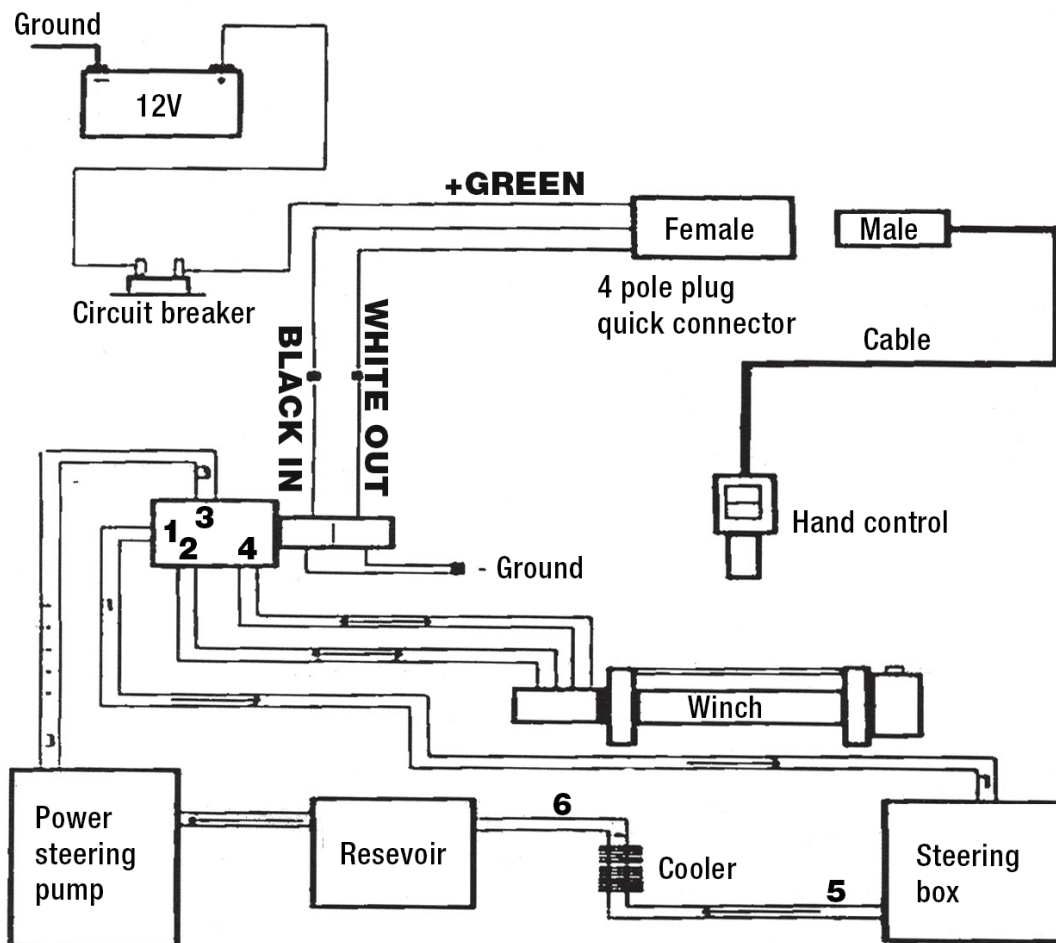 Ground
12V
+GREEN
Female
Male
Circuit breaker
4 pole plug
quick connector
Cable
BLACK IN
WHITE OUT
Hand control
3
1
2
4
- Ground
Winch
Power
steering
pump
Resevoir
6
Cooler
5
Steering
box